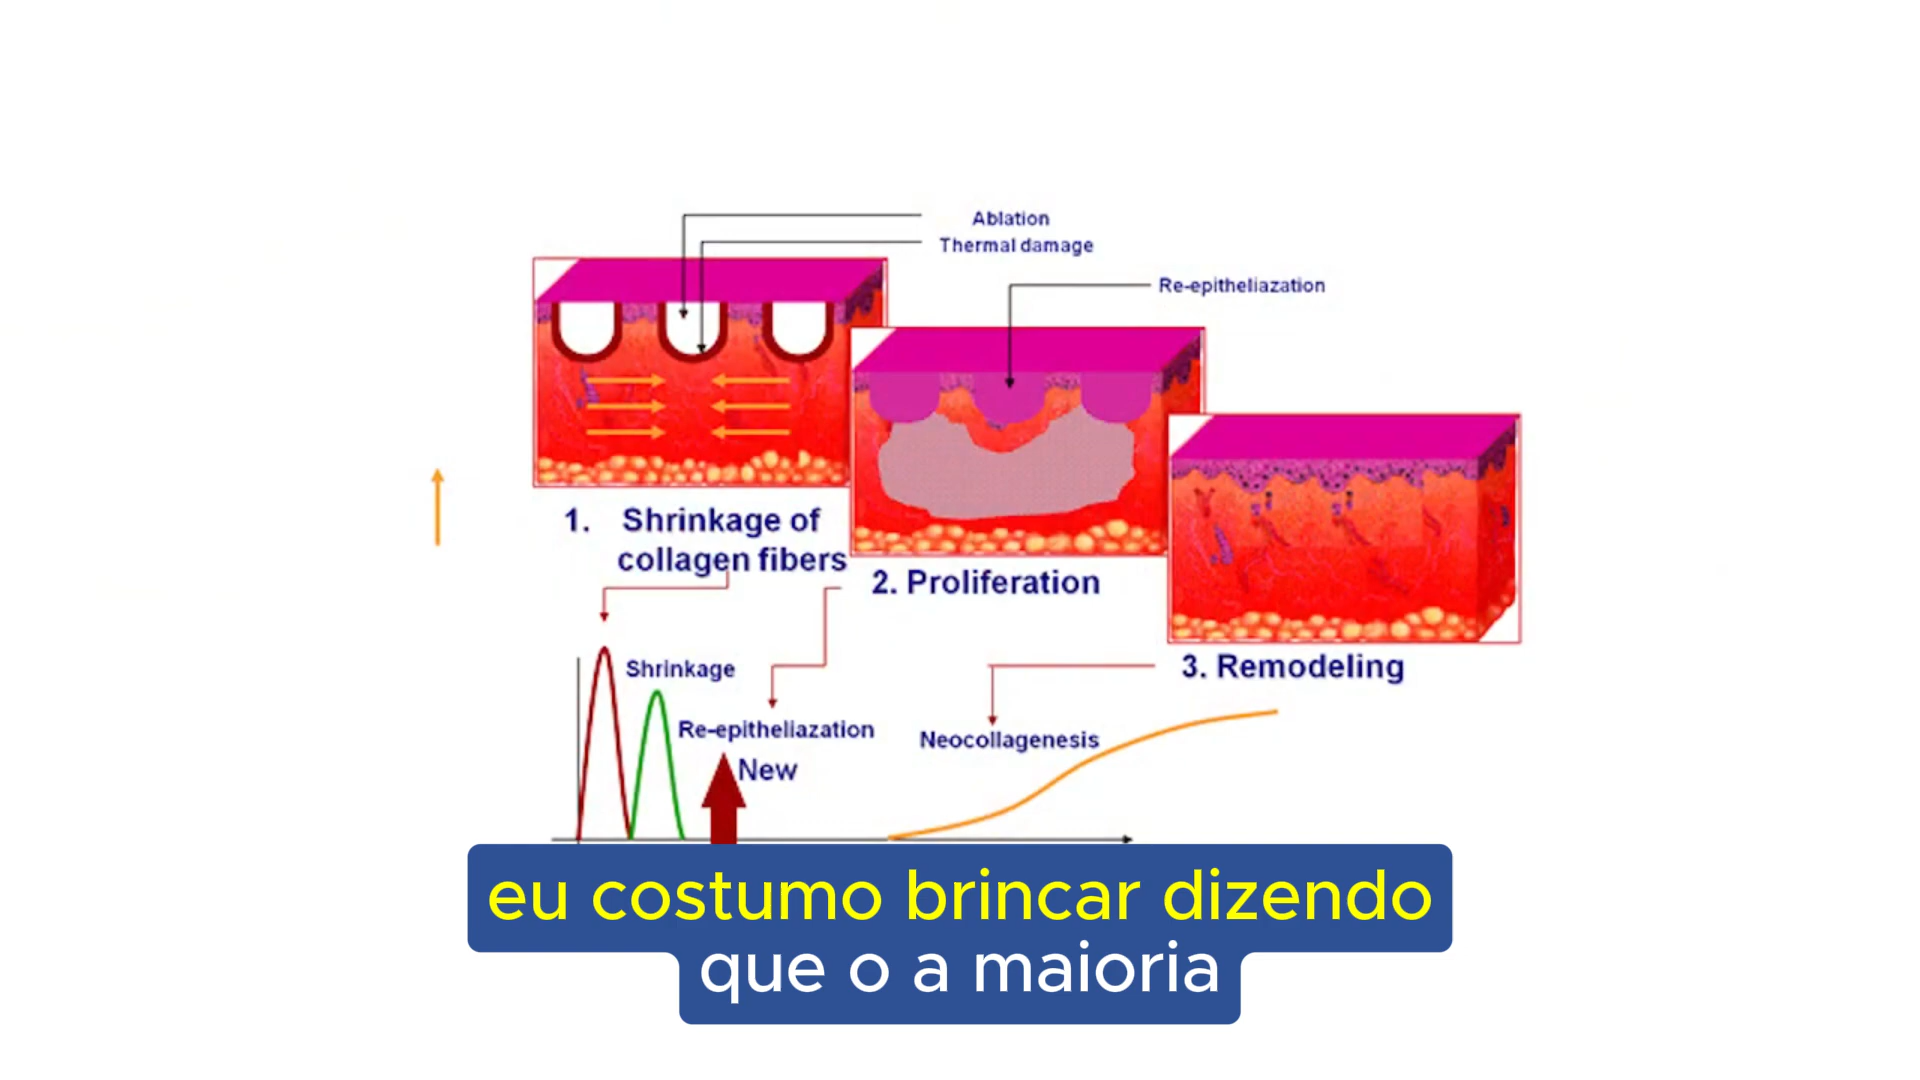 Ablation
Thermal damage
Re-epitheliazation
1. Shrinkage of
collagen fibers
2. Proliferation
3. Remodeling
Shrinkage
Re-epitheliazation
New
Neocollagenesis
eu costumo brincar dizendo
que o a maioria